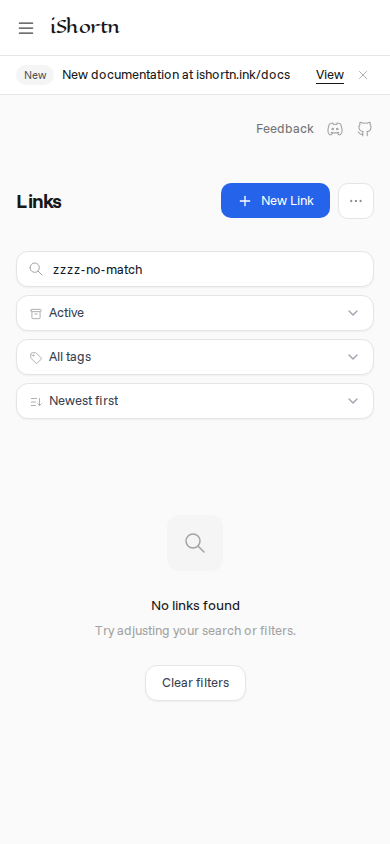 iShortn
New New documentation at ishortn.ink/docs View
Feedback
Links
New Link
zzzz-no-match
Active
All tags
Newest first
No links found
Try adjusting your search or filters.
Clear filters